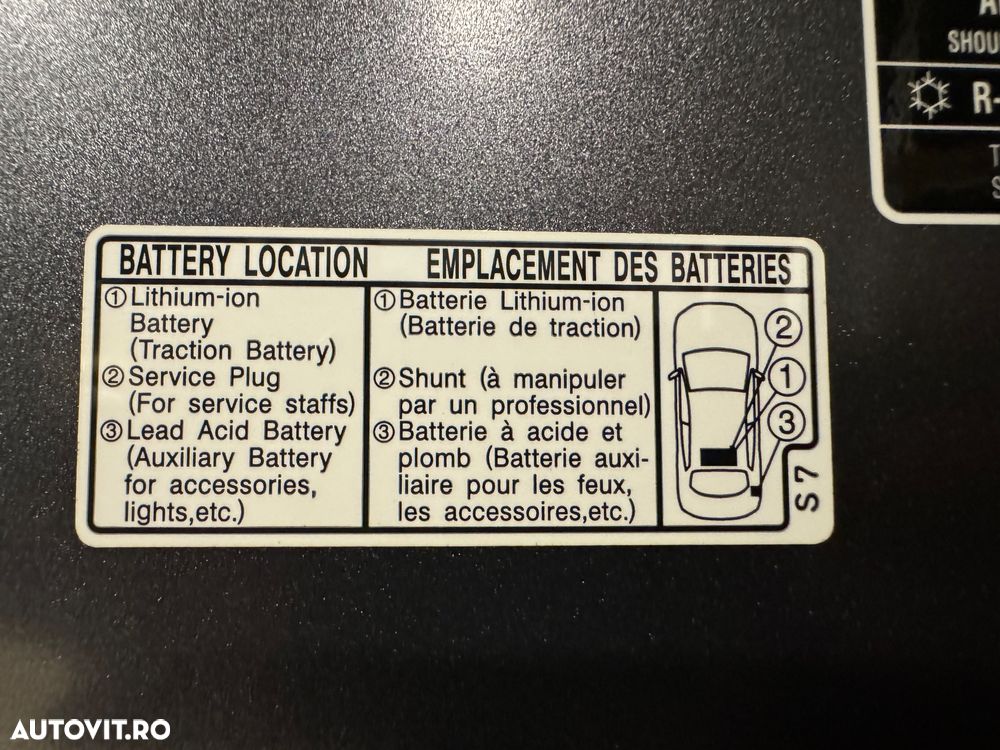 SHOU
R-
BATTERY LOCATION
① Lithium-ion
Battery
(Traction Battery)
② Service Plug
(For service staffs)
③ Lead Acid Battery
(Auxiliary Battery
for accessories,
lights,etc.)
EMPLACEMENT DES BATTERIES
① Batterie Lithium-ion
(Batterie de traction)
② Shunt (à manipuler
par un professionnel)
③ Batterie à acide et
plomb (Batterie auxi-
liaire pour les feux,
les accessoires,etc.)
②
①
③
S7
AUTOVIT.RO